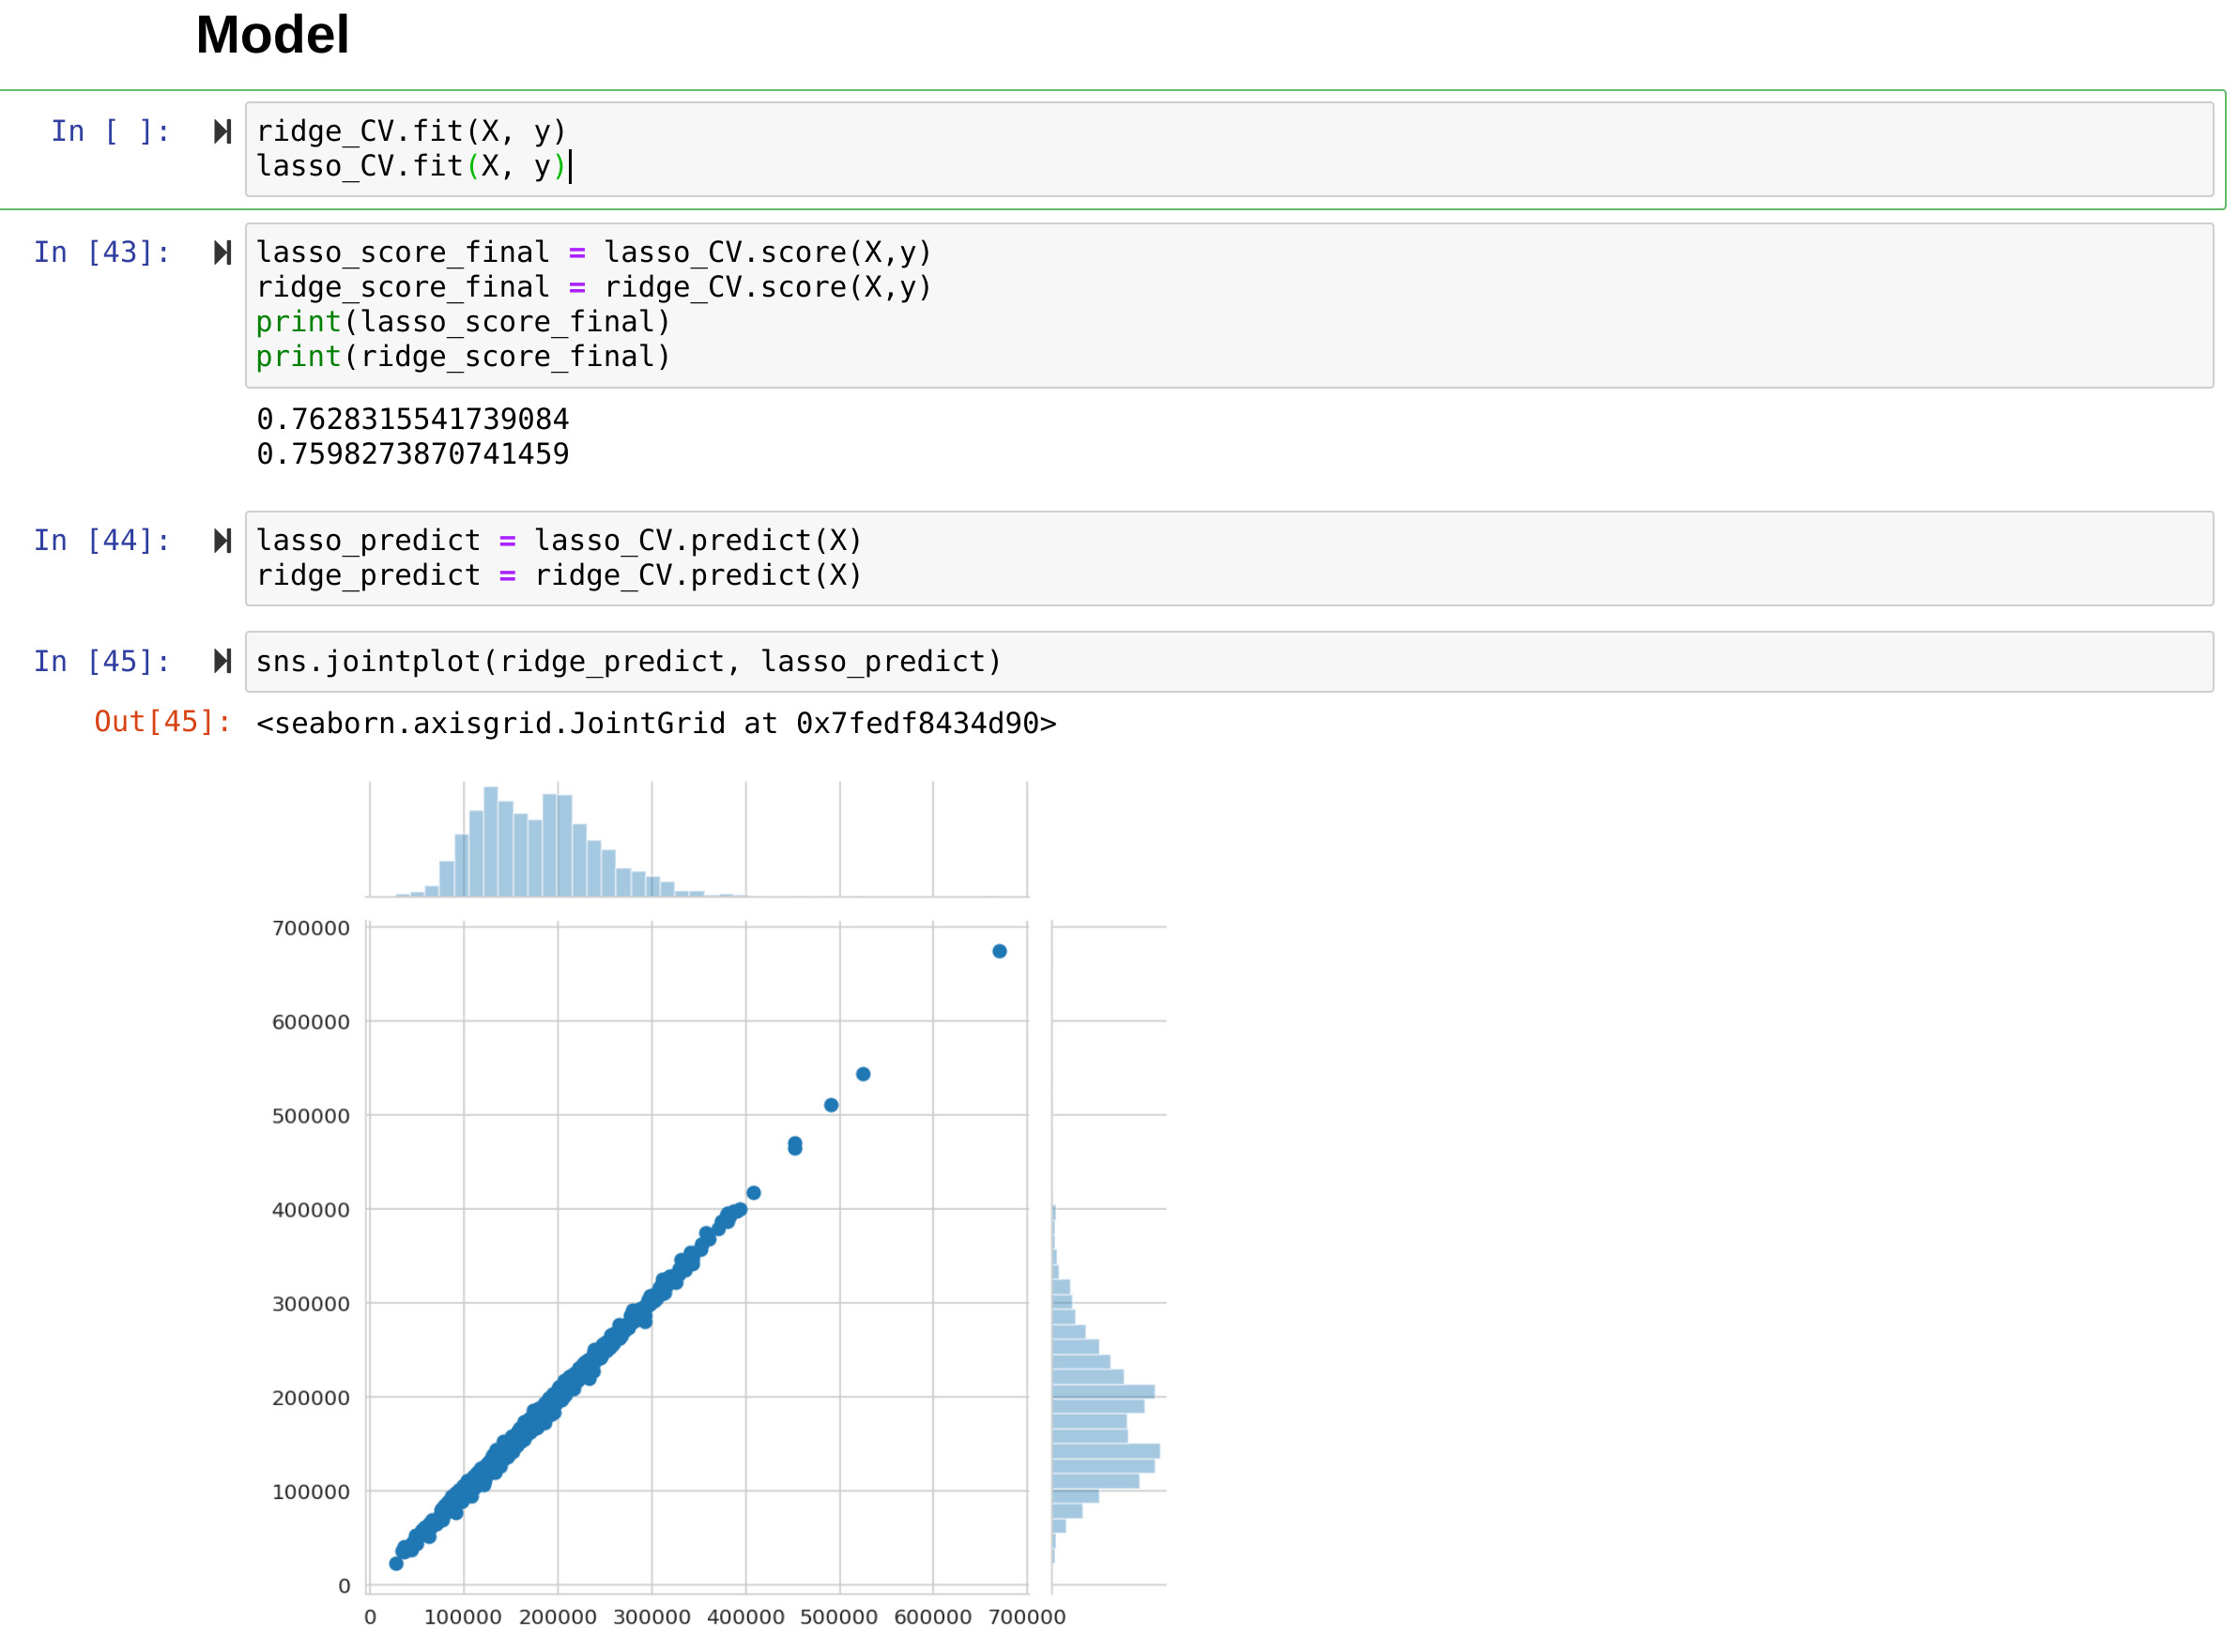 Model
In [ ]:
ridge_CV.fit(X, y)
lasso_CV.fit(X, y)
In [43]:
lasso_score_final = lasso_CV.score(X,y)
ridge_score_final = ridge_CV.score(X,y)
print(lasso_score_final)
print(ridge_score_final)
0.7628315541739084
0.7598273870741459
In [44]:
lasso_predict = lasso_CV.predict(X)
ridge_predict = ridge_CV.predict(X)
In [45]:
sns.jointplot(ridge_predict, lasso_predict)
Out[45]:
<seaborn.axisgrid.JointGrid at 0x7fedf8434d90>
700000
600000
500000
400000
300000
200000
100000
0
0 100000 200000 300000 400000 500000 600000 700000